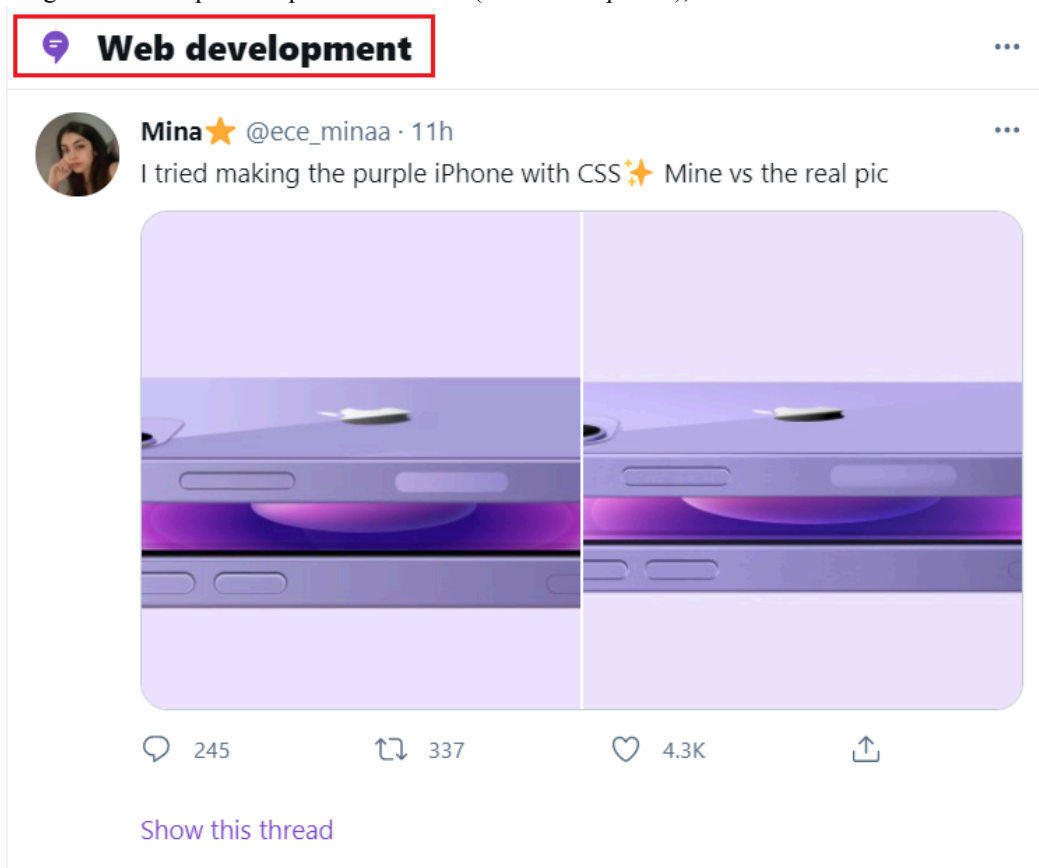 Web development
Mina⭐ @ece_minaa · 11h
I tried making the purple iPhone with CSS✨ Mine vs the real pic
245 337 4.3K
Show this thread